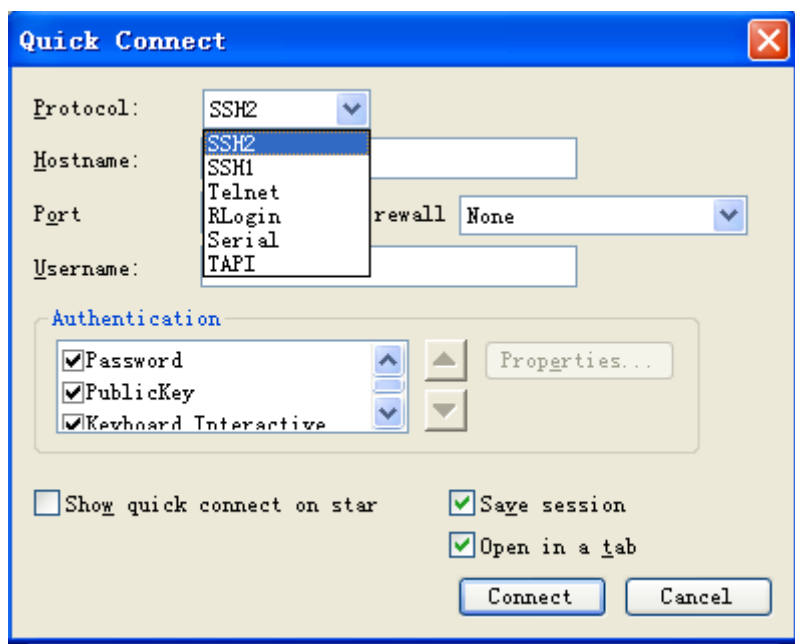 Quick Connect
Protocol:
SSH2
SSH2
SSH1
Telnet
RLogin
Serial
TAPI
Hostname:
Port
rewall
None
Username:
Authentication
Password
PublicKey
Keyboard Interactive
Properties...
Show quick connect on star
Save session
Open in a tab
Connect
Cancel